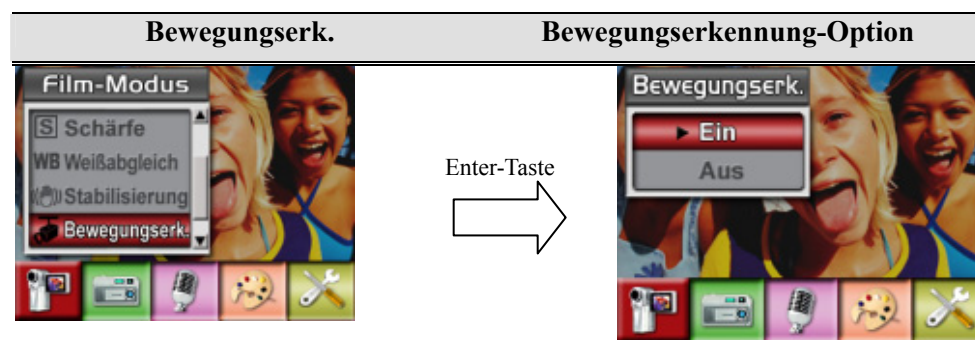 Bewegungserk. Bewegungserkennung-Option
Film-Modus
S Schärfe
WB Weißabgleich
Stabilisierung
Bewegungserk.
Enter-Taste
Bewegungserk.
Ein
Aus